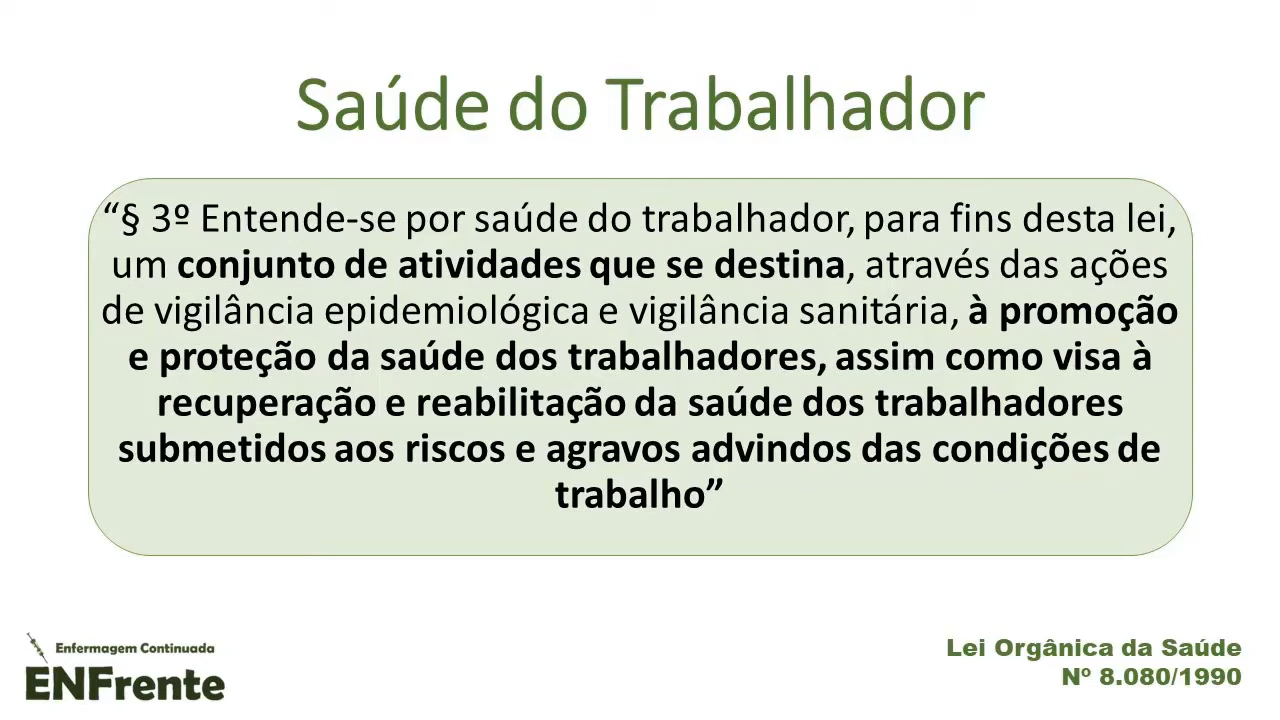 Saúde do Trabalhador
“§ 3º Entende-se por saúde do trabalhador, para fins desta lei,
um conjunto de atividades que se destina, através das ações
de vigilância epidemiológica e vigilância sanitária, à promoção
e proteção da saúde dos trabalhadores, assim como visa à
recuperação e reabilitação da saúde dos trabalhadores
submetidos aos riscos e agravos advindos das condições de
trabalho”
Enfermagem Continuada
ENFrente
Lei Orgânica da Saúde
Nº 8.080/1990